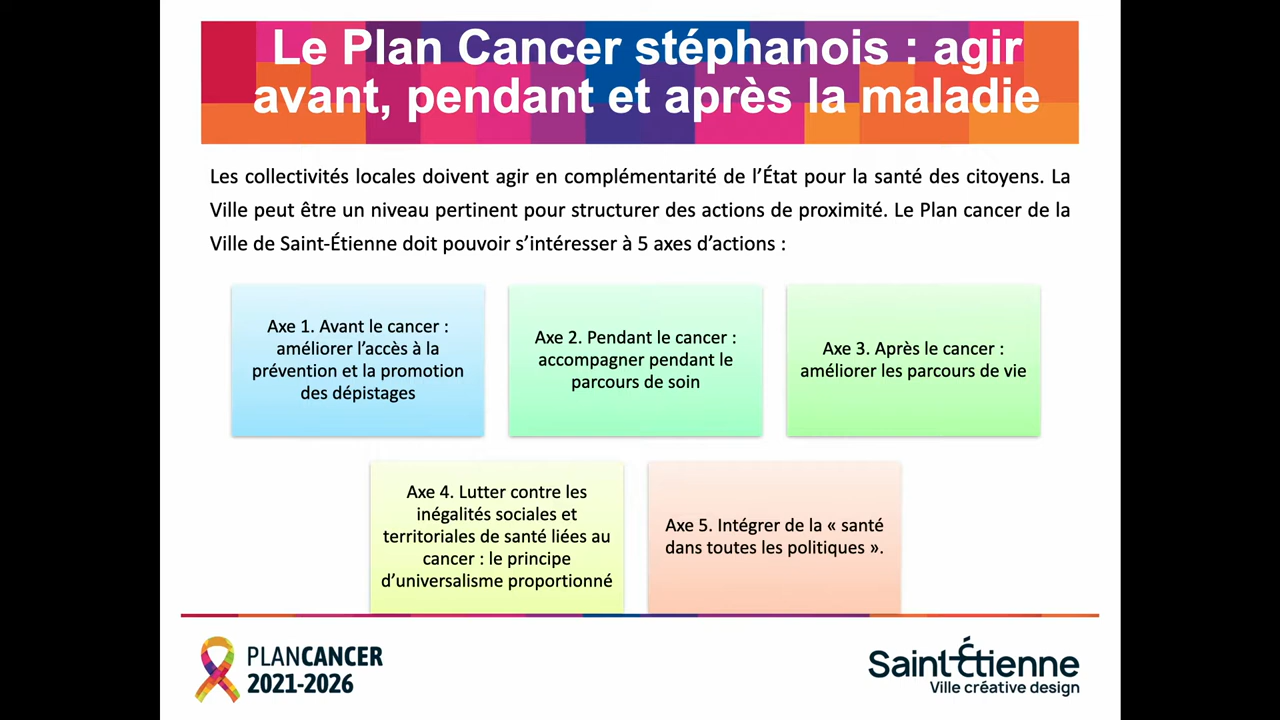 Le Plan Cancer stéphanois : agir
avant, pendant et après la maladie
Les collectivités locales doivent agir en complémentarité de l’État pour la santé des citoyens. La
Ville peut être un niveau pertinent pour structurer des actions de proximité. Le Plan cancer de la
Ville de Saint-Étienne doit pouvoir s’intéresser à 5 axes d’actions :
Axe 1. Avant le cancer :
améliorer l’accès à la
prévention et la promotion
des dépistages
Axe 2. Pendant le cancer :
accompagner pendant le
parcours de soin
Axe 3. Après le cancer :
améliorer les parcours de vie
Axe 4. Lutter contre les
inégalités sociales et
territoriales de santé liées au
cancer : le principe
d’universalisme proportionné
Axe 5. Intégrer de la « santé
dans toutes les politiques ».
PLANCANCER
2021-2026
Saint-Étienne
Ville créative design